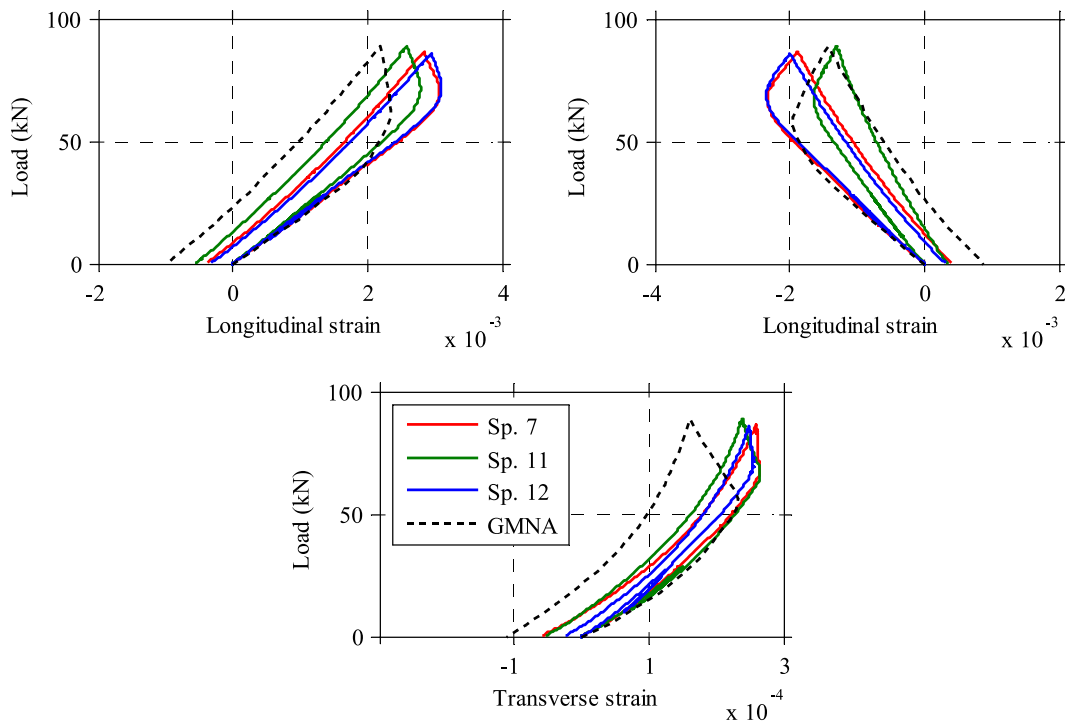 100
50
0
Load (kN)
-2
0
2
4
Longitudinal strain
x 10-3
100
50
0
Load (kN)
-4
-2
0
2
Longitudinal strain
x 10-3
100
50
0
Load (kN)
Sp. 7
Sp. 11
Sp. 12
GMNA
-1
1
3
Transverse strain
x 10-4